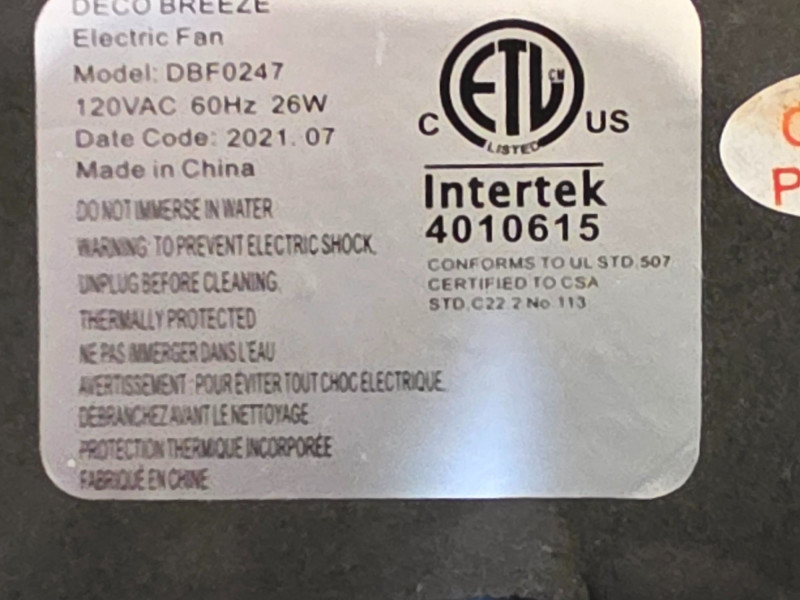 DECO BREEZE
Electric Fan
Model: DBF0247
120VAC 60Hz 26W
Date Code: 2021. 07
Made in China
DO NOT IMMERSE IN WATER
WARNING: TO PREVENT ELECTRIC SHOCK,
UNPLUG BEFORE CLEANING.
THERMALLY PROTECTED
NE PAS IMMERGER DANS L'EAU
AVERTISSEMENT : POUR ÉVITER TOUT CHOC ELECTRIQUE,
DÉBRANCHEZ AVANT LE NETTOYAGE
PROTECTION THERMIQUE INCORPORÉE
FABRIQUÉ EN CHINE
ETL CM
C US
LISTED
Intertek
4010615
CONFORMS TO UL STD.507
CERTIFIED TO CSA
STD.C22.2 No.113
P